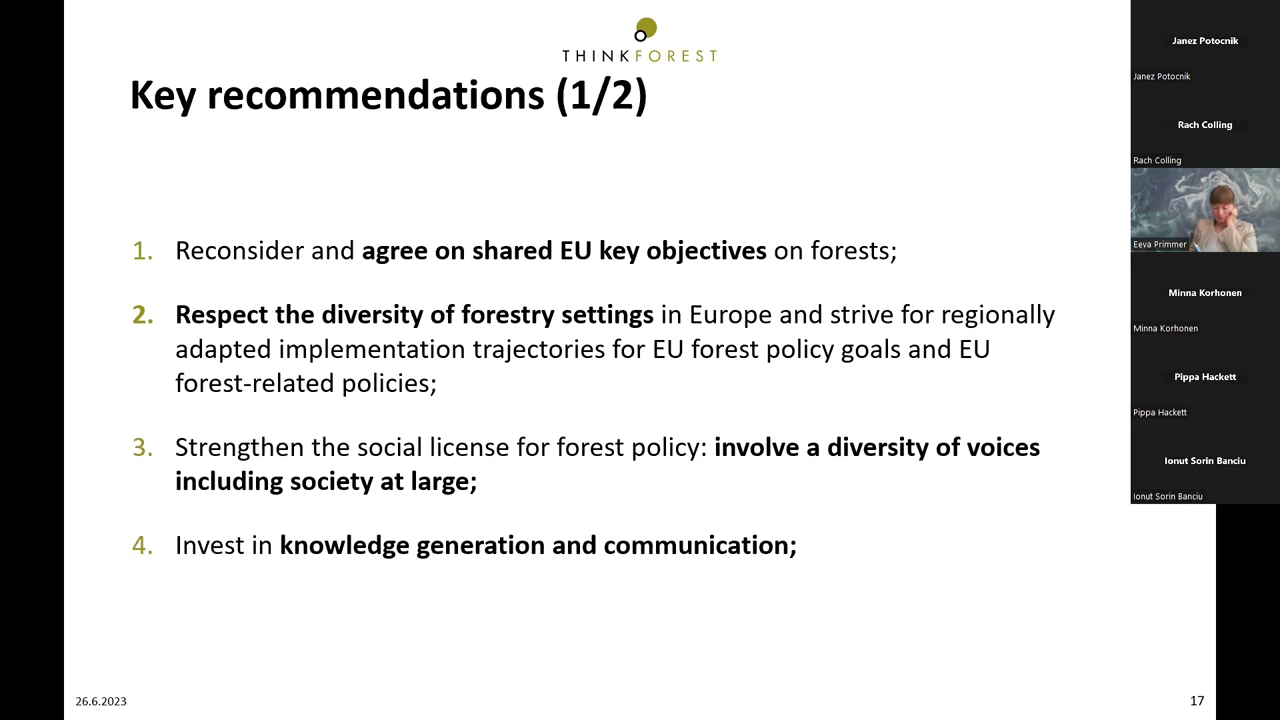 THINKFOREST
Key recommendations (1/2)
1. Reconsider and agree on shared EU key objectives on forests;
2. Respect the diversity of forestry settings in Europe and strive for regionally
adapted implementation trajectories for EU forest policy goals and EU
forest-related policies;
3. Strengthen the social license for forest policy: involve a diversity of voices
including society at large;
4. Invest in knowledge generation and communication;
26.6.2023
17
Janez Potocnik
Janez Potocnik
Rach Colling
Rach Colling
Eeva Primmer
Minna Korhonen
Minna Korhonen
Pippa Hackett
Pippa Hackett
Ionut Sorin Banciu
Ionut Sorin Banciu